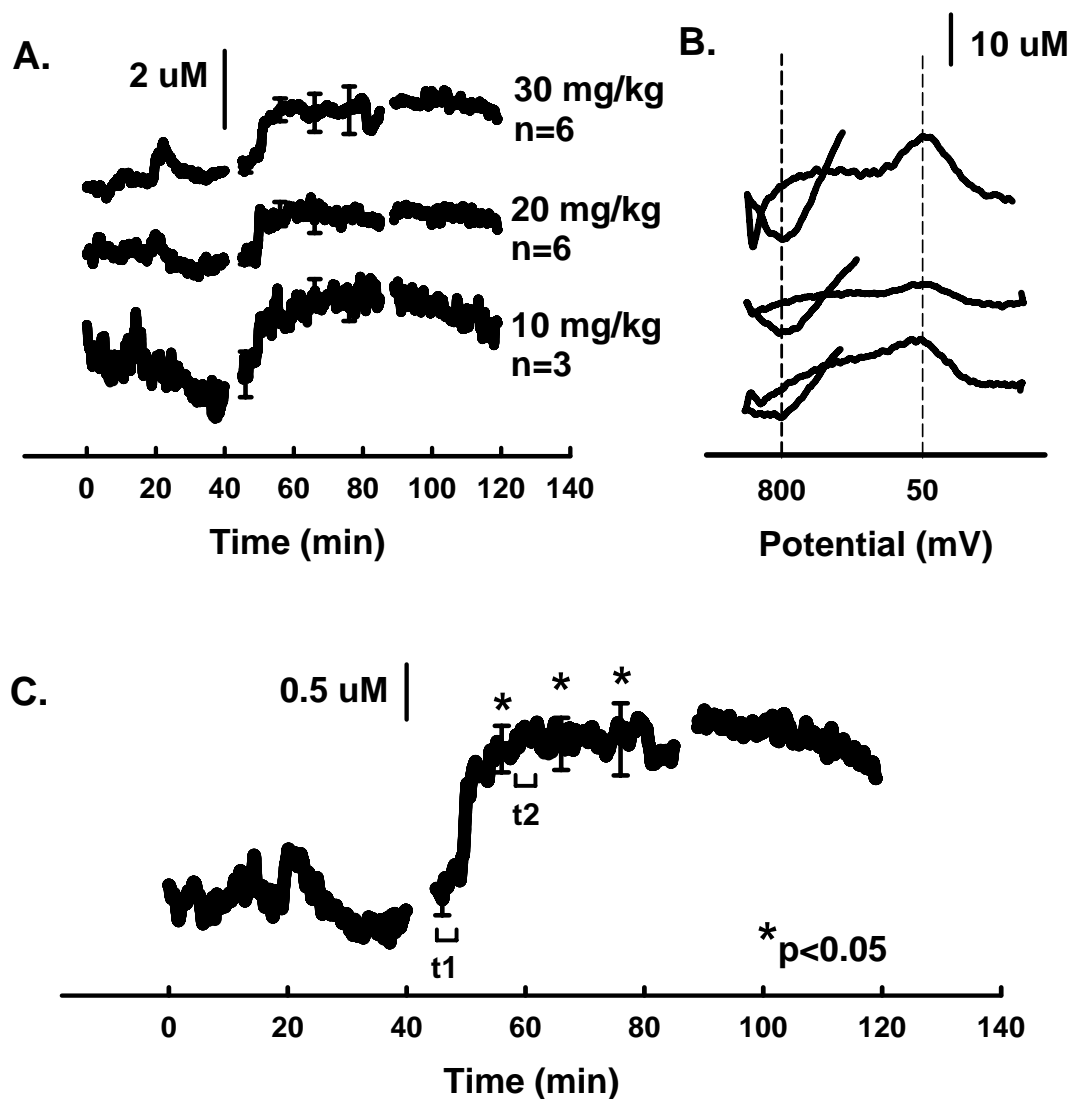 A.
2 uM
30 mg/kg
n=6
20 mg/kg
n=6
10 mg/kg
n=3
0 20 40 60 80 100 120 140
Time (min)
B.
10 uM
800 50
Potential (mV)
C.
0.5 uM
* * *
t2
t1
*p<0.05
0 20 40 60 80 100 120 140
Time (min)